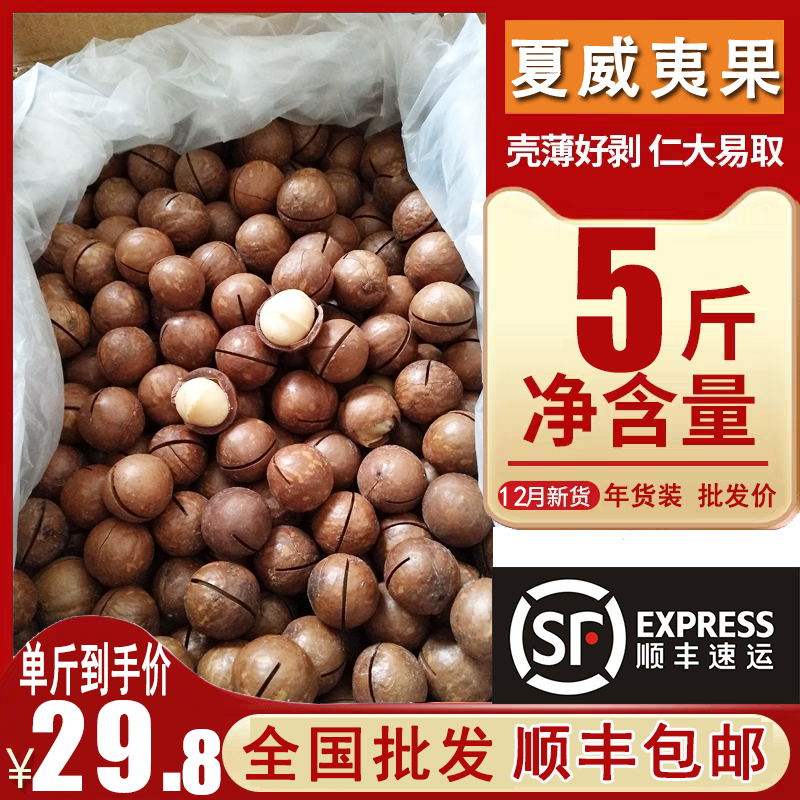 夏威夷果
壳薄好剥 仁大易取
5斤
净含量
12月新货 年货装 批发价
SF EXPRESS
顺丰速运
单斤到手价
¥29.8
全国批发 顺丰包邮